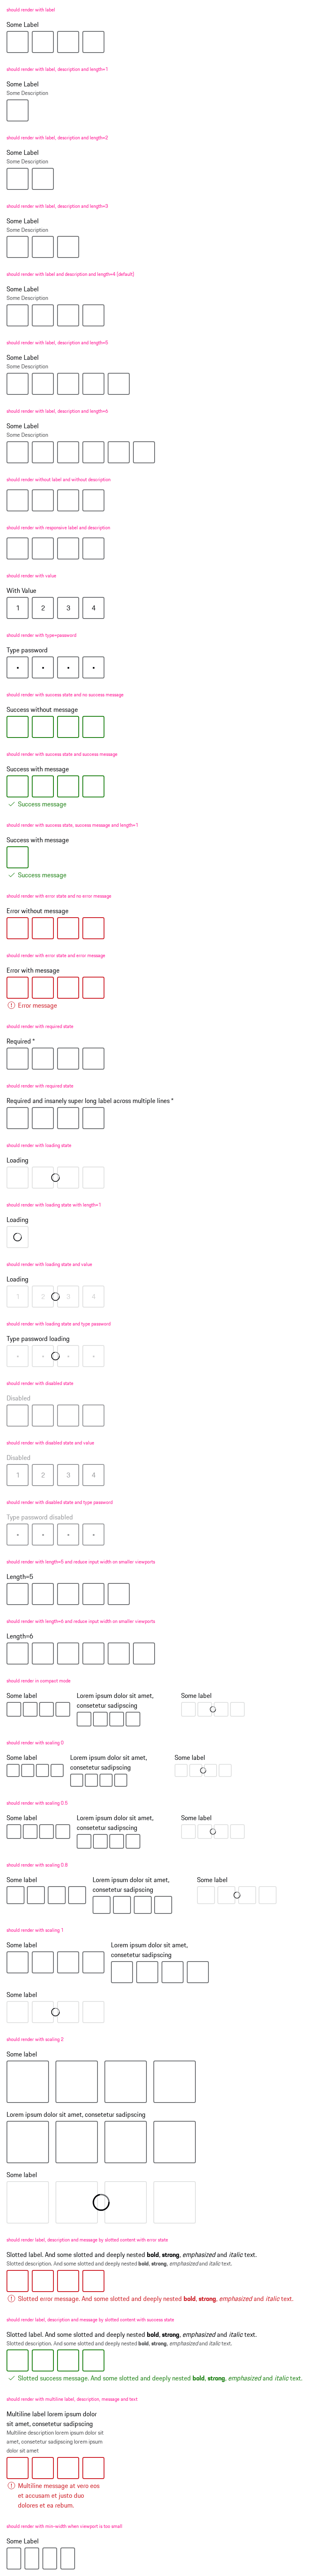 should render with label
Some Label
should render with label, description and length=1
Some Label
Some Description
should render with label, description and length=2
Some Label
Some Description
should render with label, description and length=3
Some Label
Some Description
should render with label and description and length=4 (default)
Some Label
Some Description
should render with label, description and length=5
Some Label
Some Description
should render with label, description and length=6
Some Label
Some Description
should render without label and without description
should render with responsive label and description
should render with value
With Value
1 2 3 4
should render with type=password
Type password
• • • •
should render with success state and no success message
Success without message
should render with success state and success message
Success with message
Success message
should render with success state, success message and length=1
Success with message
Success message
should render with error state and no error message
Error without message
should render with error state and error message
Error with message
Error message
should render with required state
Required *
should render with required state
Required and insanely super long label across multiple lines *
should render with loading state
Loading
should render with loading state with length=1
Loading
should render with loading state and value
Loading
1 2 3 4
should render with loading state and type password
Type password loading
• • • •
should render with disabled state
Disabled
should render with disabled state and value
Disabled
1 2 3 4
should render with disabled state and type password
Type password disabled
• • • •
should render with length=5 and reduce input width on smaller viewports
Length=5
should render with length=6 and reduce input width on smaller viewports
Length=6
should render in compact mode
Some label Lorem ipsum dolor sit amet, Some label
consetetur sadipscing
should render with scaling 0
Some label Lorem ipsum dolor sit amet, Some label
consetetur sadipscing
should render with scaling 0.5
Some label Lorem ipsum dolor sit amet, Some label
consetetur sadipscing
should render with scaling 0.8
Some label Lorem ipsum dolor sit amet, Some label
consetetur sadipscing
should render with scaling 1
Some label Lorem ipsum dolor sit amet,
consetetur sadipscing
Some label
should render with scaling 2
Some label
Lorem ipsum dolor sit amet, consetetur sadipscing
Some label
should render label, description and message by slotted content with error state
Slotted label. And some slotted and deeply nested bold, strong, emphasized and italic text.
Slotted description. And some slotted and deeply nested bold, strong, emphasized and italic text.
Slotted error message. And some slotted and deeply nested bold, strong, emphasized and italic text.
should render label, description and message by slotted content with success state
Slotted label. And some slotted and deeply nested bold, strong, emphasized and italic text.
Slotted description. And some slotted and deeply nested bold, strong, emphasized and italic text.
Slotted success message. And some slotted and deeply nested bold, strong, emphasized and italic text.
should render with multiline label, description, message and text
Multiline label lorem ipsum dolor
sit amet, consetetur sadipscing
Multiline description lorem ipsum dolor sit
amet, consetetur sadipscing lorem ipsum
dolor sit amet
Multiline message at vero eos
et accusam et justo duo
dolores et ea rebum.
should render with min-width when viewport is too small
Some Label